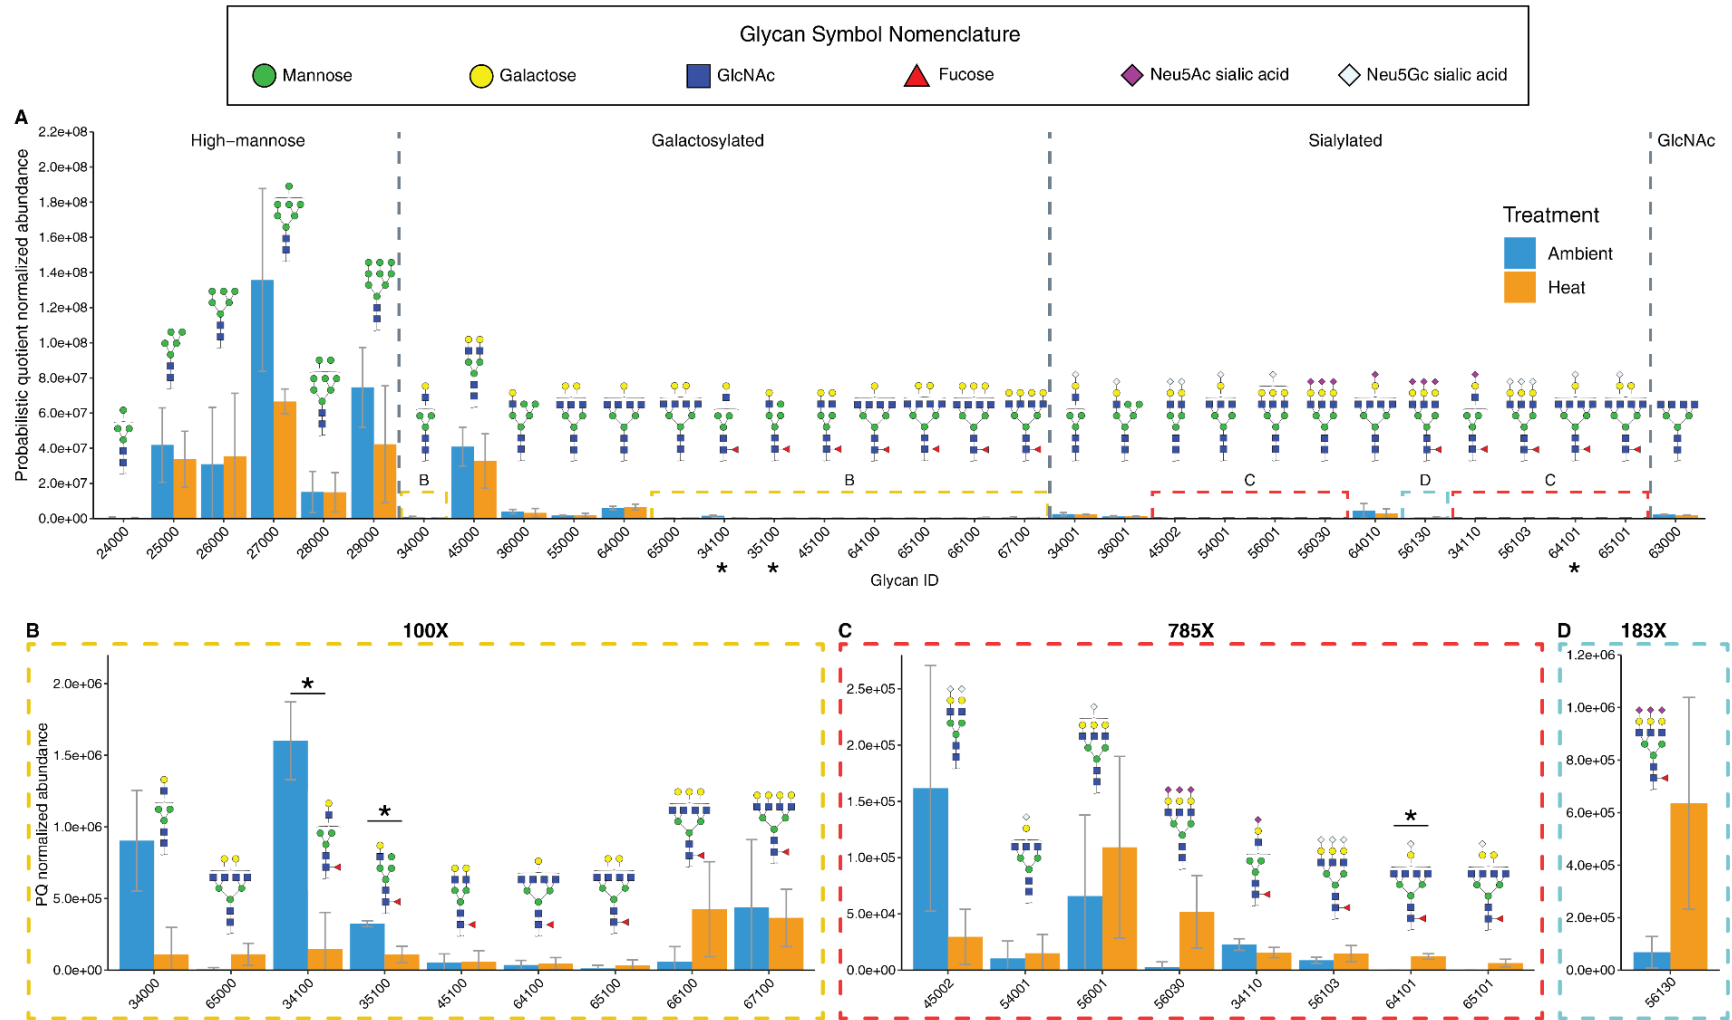 Glycan Symbol Nomenclature
Mannose
Galactose
GlcNAc
Fucose
Neu5Ac sialic acid
Neu5Gc sialic acid
A
Probabilistic quotient normalized abundance
2.2e+08
2.0e+08
1.8e+08
1.6e+08
1.4e+08
1.2e+08
1.0e+08
8.0e+07
6.0e+07
4.0e+07
2.0e+07
0.0e+00
High−mannose
Galactosylated
Sialylated
GlcNAc
Treatment
Ambient
Heat
B
B
C
D
C
24000
25000
26000
27000
28000
29000
34000
45000
36000
55000
64000
65000
34100
35100
45100
64100
65100
66100
67100
34001
36001
45002
54001
56001
56030
64010
56130
34110
56103
64101
65101
63000
*
*
*
Glycan ID
B
100X
PQ normalized abundance
2.0e+06
1.5e+06
1.0e+06
5.0e+05
0.0e+00
*
*
34000
65000
34100
35100
45100
64100
65100
66100
67100
C
785X
2.5e+05
2.0e+05
1.5e+05
1.0e+05
5.0e+04
0.0e+00
*
45002
54001
56001
56030
34110
56103
64101
65101
D
183X
1.2e+06
1.0e+06
8.0e+05
6.0e+05
4.0e+05
2.0e+05
0.0e+00
56130